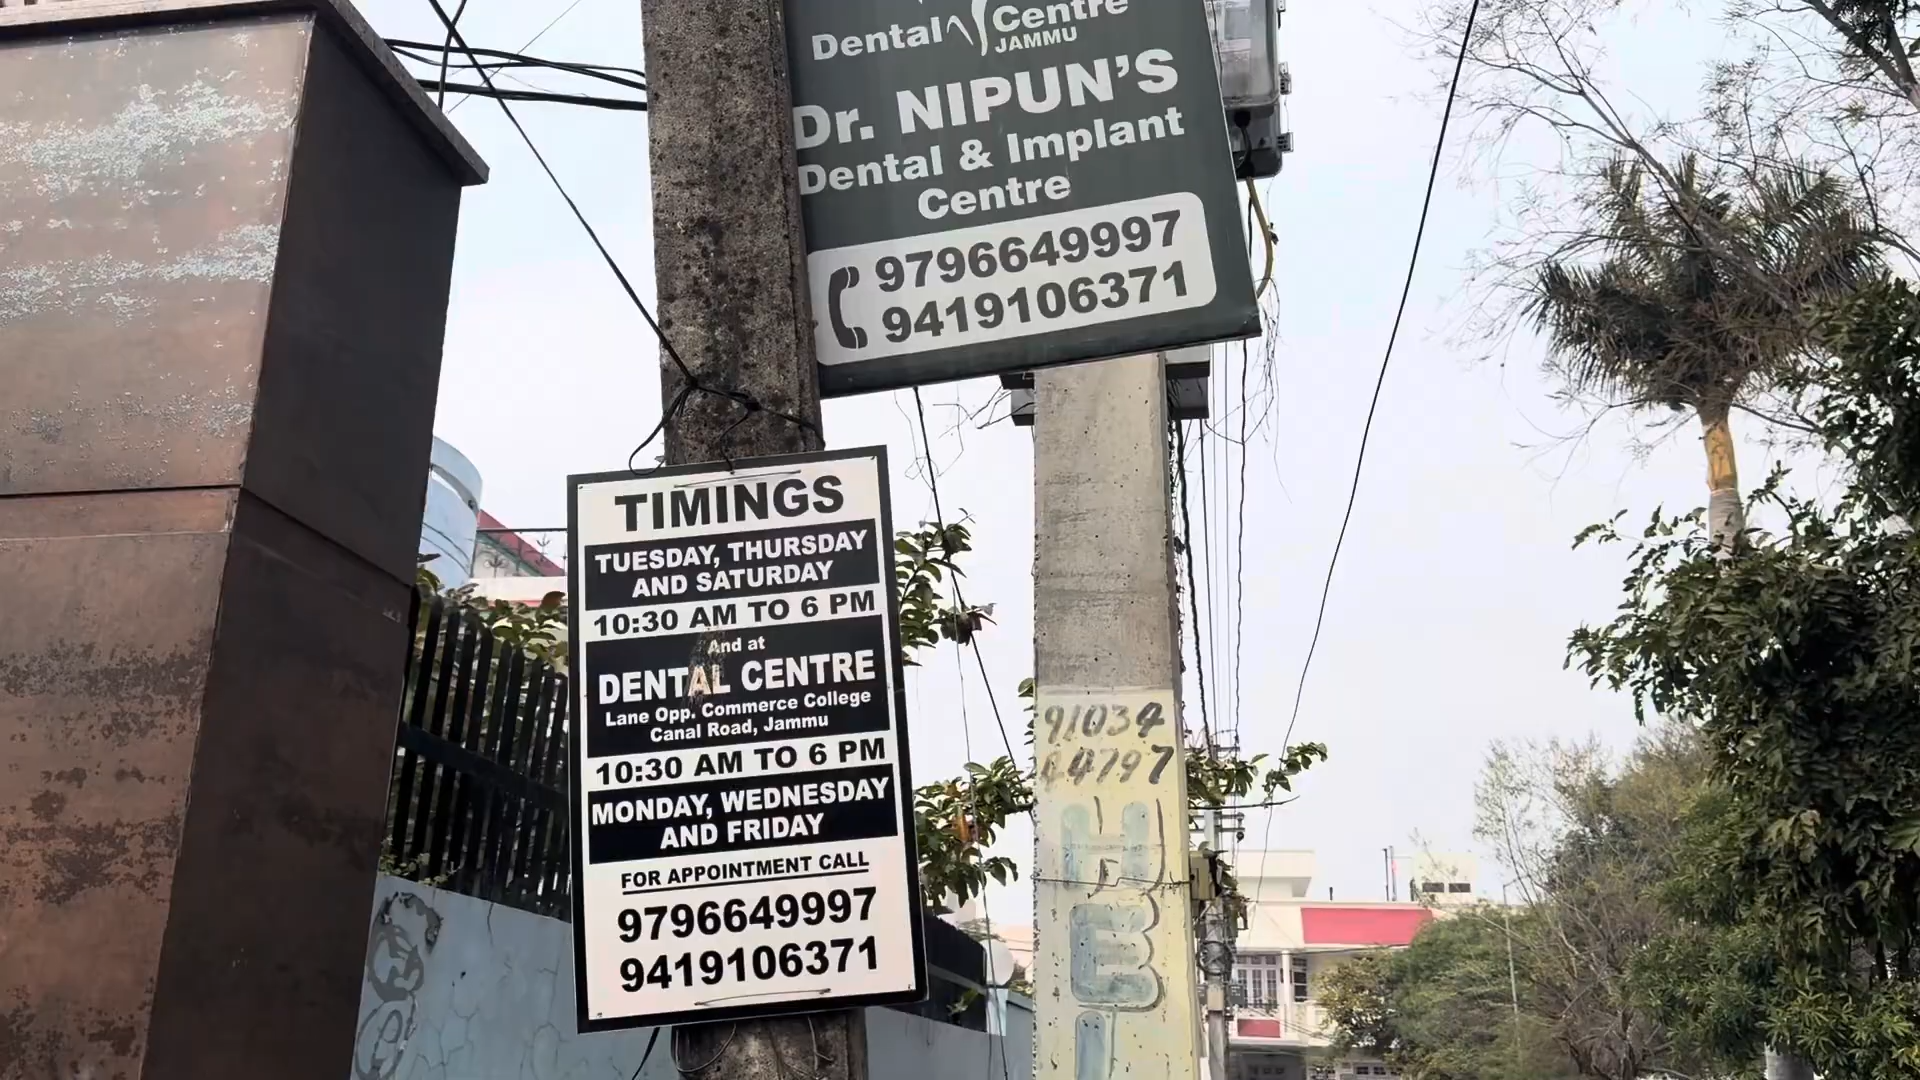 Dental Centre
JAMMU
Dr. NIPUN'S
Dental & Implant
Centre
9796649997
9419106371
TIMINGS
TUESDAY, THURSDAY
AND SATURDAY
10:30 AM TO 6 PM
And at
DENTAL CENTRE
Lane Opp. Commerce College
Canal Road, Jammu
10:30 AM TO 6 PM
MONDAY, WEDNESDAY
AND FRIDAY
FOR APPOINTMENT CALL
9796649997
9419106371
91034
44797
HEI